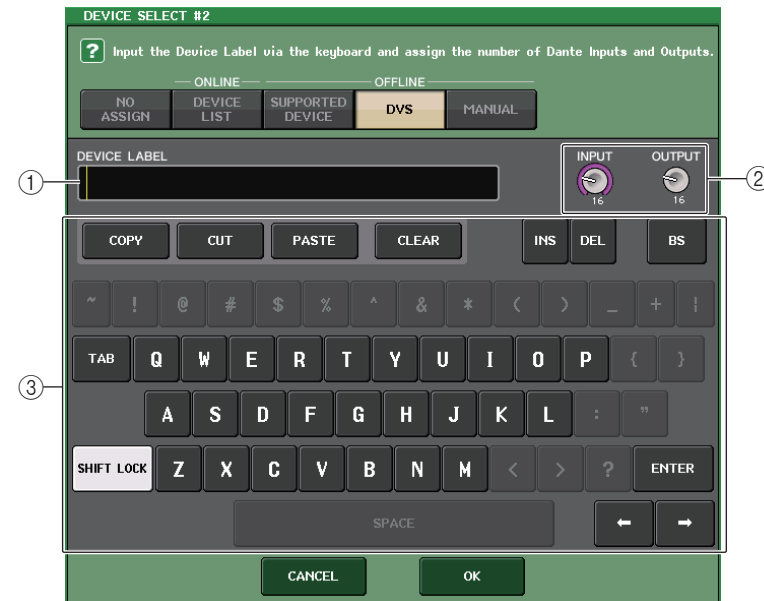 DEVICE SELECT #2
? Input the Device Label via the keyboard and assign the number of Dante Inputs and Outputs.
ONLINE OFFLINE
NO ASSIGN DEVICE LIST SUPPORTED DEVICE DVS MANUAL
DEVICE LABEL INPUT OUTPUT
① 16 16 ②
COPY CUT PASTE CLEAR INS DEL BS
~ ! @ # $ % ^ & * ( ) _ + ¦
TAB Q W E R T Y U I O P { }
③ A S D F G H J K L : "
SHIFT LOCK Z X C V B N M < > ? ENTER
SPACE ← →
CANCEL OK